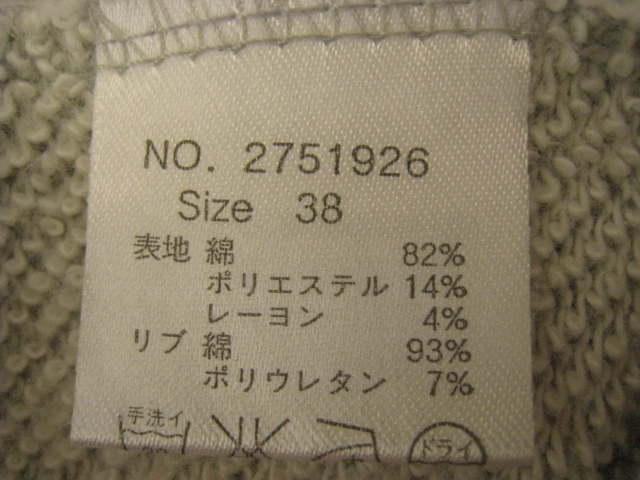 NO. 2751926
Size 38
表地 綿 82%
ポリエステル 14%
レーヨン 4%
リブ 綿 93%
ポリウレタン 7%
手洗イ ドライ